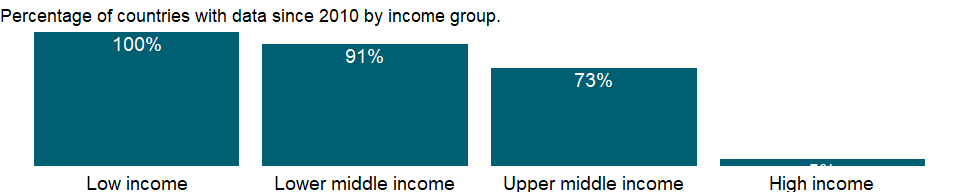 Percentage of countries with data since 2010 by income group.
100%
91%
73%
Low income
Lower middle income
Upper middle income
High income